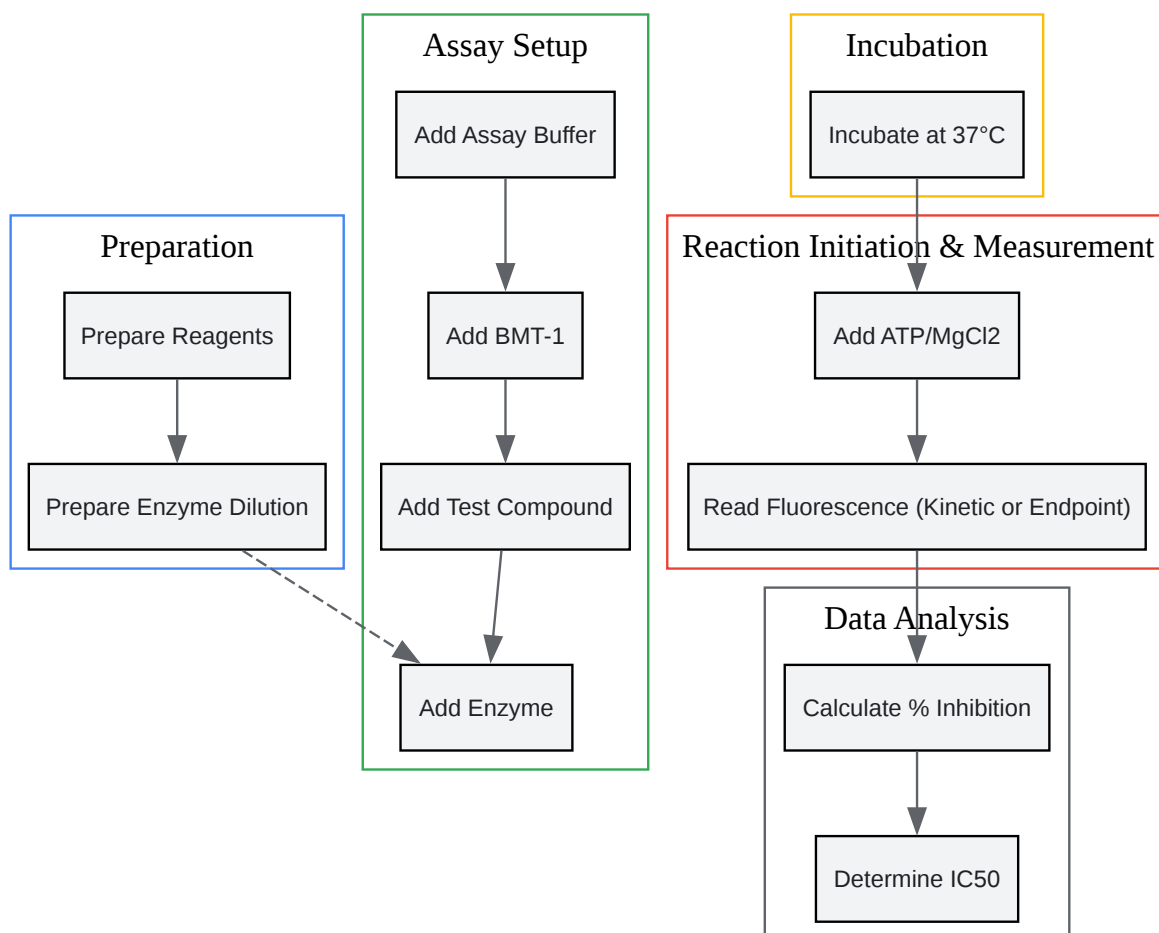 Assay Setup
Add Assay Buffer
Add BMT-1
Add Test Compound
Add Enzyme
Preparation
Prepare Reagents
Prepare Enzyme Dilution
Incubation
Incubate at 37°C
Reaction Initiation & Measurement
Add ATP/MgCl2
Read Fluorescence (Kinetic or Endpoint)
Data Analysis
Calculate % Inhibition
Determine IC50